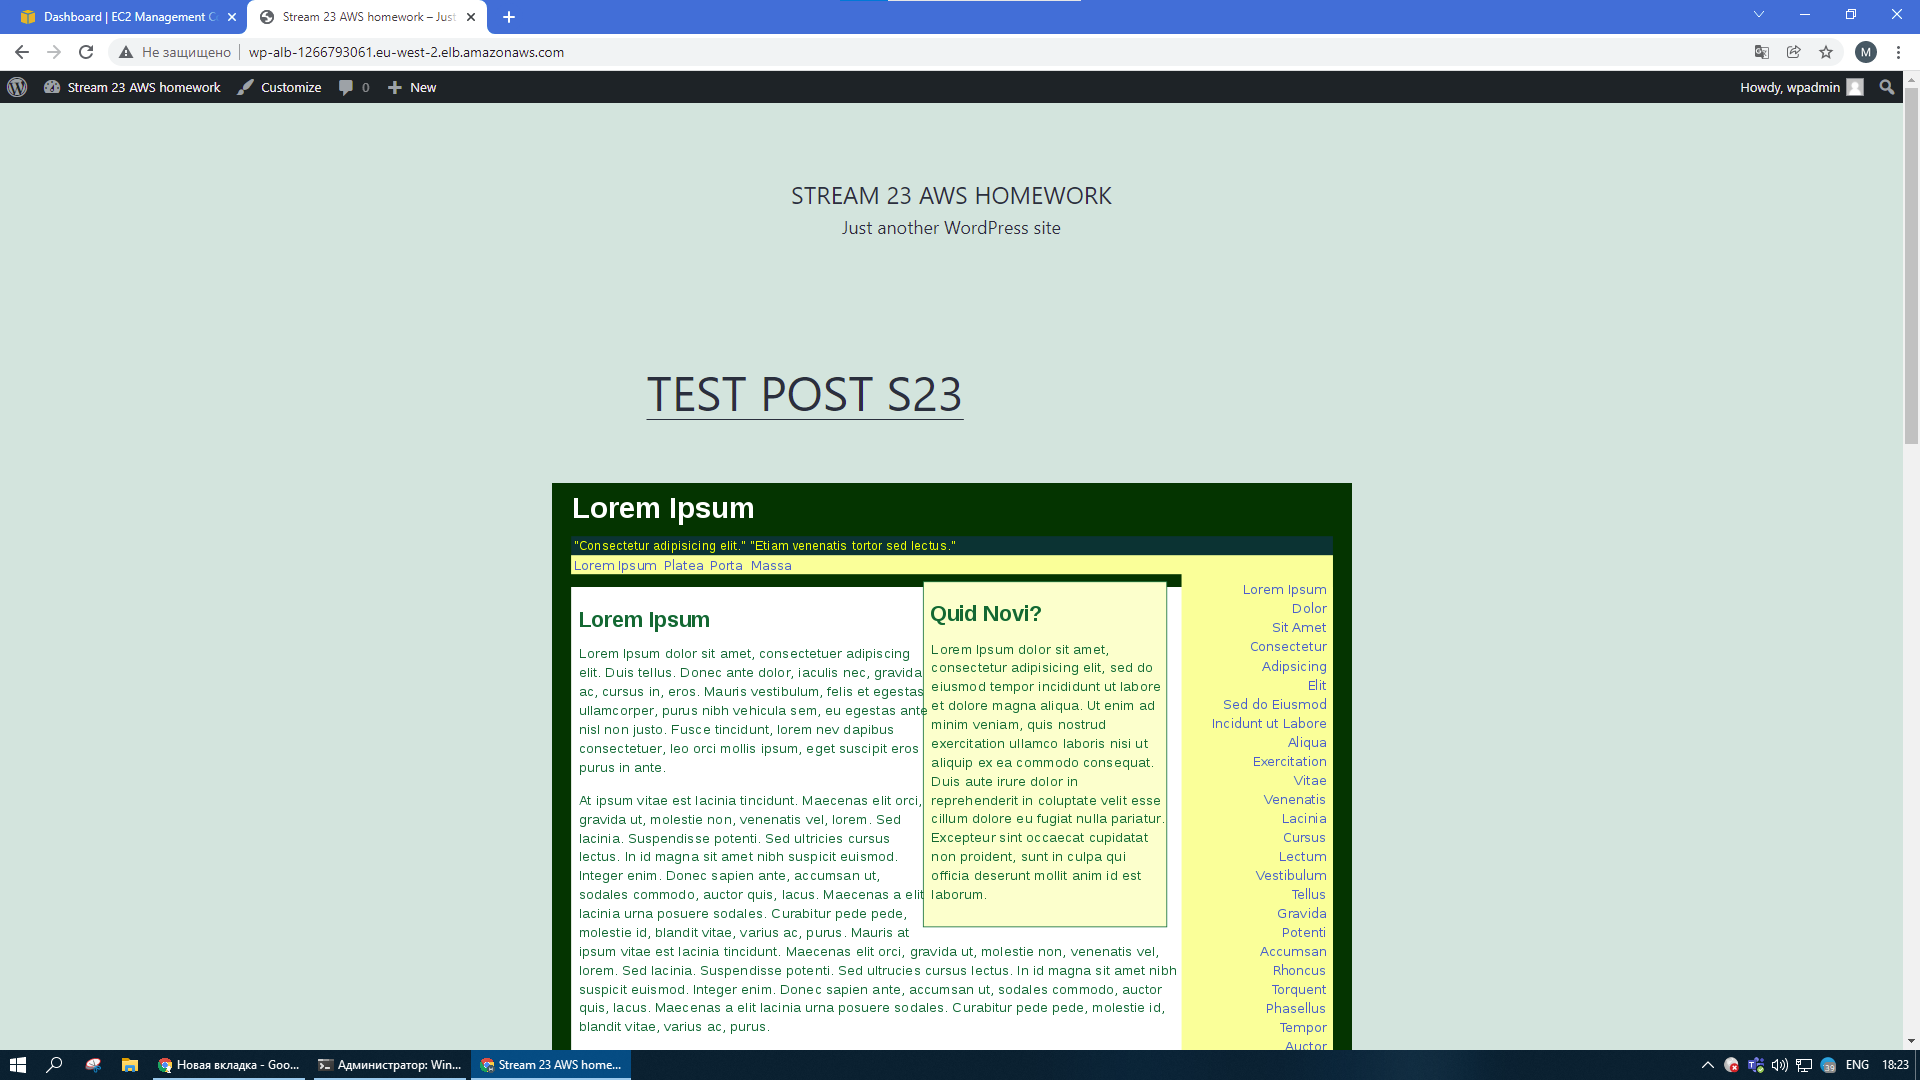 Dashboard | EC2 Management C
Stream 23 AWS homework – Just
Не защищено
wp-alb-1266793061.eu-west-2.elb.amazonaws.com
M
Stream 23 AWS homework
Customize
0
New
Howdy, wpadmin
STREAM 23 AWS HOMEWORK
Just another WordPress site
TEST POST S23
Lorem Ipsum
"Consectetur adipisicing elit." "Etiam venenatis tortor sed lectus."
Lorem Ipsum Platea Porta Massa
Lorem Ipsum
Lorem Ipsum dolor sit amet, consectetuer adipiscing
elit. Duis tellus. Donec ante dolor, iaculis nec, gravida
ac, cursus in, eros. Mauris vestibulum, felis et egestas
ullamcorper, purus nibh vehicula sem, eu egestas ante
nisl non justo. Fusce tincidunt, lorem nev dapibus
consectetuer, leo orci mollis ipsum, eget suscipit eros
purus in ante.
At ipsum vitae est lacinia tincidunt. Maecenas elit orci,
gravida ut, molestie non, venenatis vel, lorem. Sed
lacinia. Suspendisse potenti. Sed ultricies cursus
lectus. In id magna sit amet nibh suspicit euismod.
Integer enim. Donec sapien ante, accumsan ut,
sodales commodo, auctor quis, lacus. Maecenas a elit
lacinia urna posuere sodales. Curabitur pede pede,
molestie id, blandit vitae, varius ac, purus. Mauris at
ipsum vitae est lacinia tincidunt. Maecenas elit orci, gravida ut, molestie non, venenatis vel,
lorem. Sed lacinia. Suspendisse potenti. Sed ultrucies cursus lectus. In id magna sit amet nibh
suspicit euismod. Integer enim. Donec sapien ante, accumsan ut, sodales commodo, auctor
quis, lacus. Maecenas a elit lacinia urna posuere sodales. Curabitur pede pede, molestie id,
blandit vitae, varius ac, purus.
Quid Novi?
Lorem Ipsum dolor sit amet,
consectetur adipisicing elit, sed do
eiusmod tempor incididunt ut labore
et dolore magna aliqua. Ut enim ad
minim veniam, quis nostrud
exercitation ullamco laboris nisi ut
aliquip ex ea commodo consequat.
Duis aute irure dolor in
reprehenderit in coluptate velit esse
cillum dolore eu fugiat nulla pariatur.
Excepteur sint occaecat cupidatat
non proident, sunt in culpa qui
officia deserunt mollit anim id est
laborum.
Lorem Ipsum
Dolor
Sit Amet
Consectetur
Adipsicing
Elit
Sed do Eiusmod
Incidunt ut Labore
Aliqua
Exercitation
Vitae
Venenatis
Lacinia
Cursus
Lectum
Vestibulum
Tellus
Gravida
Potenti
Accumsan
Rhoncus
Torquent
Phasellus
Tempor
Auctor
Новая вкладка - Goo...
Администратор: Win...
Stream 23 AWS home...
39
ENG
18:23